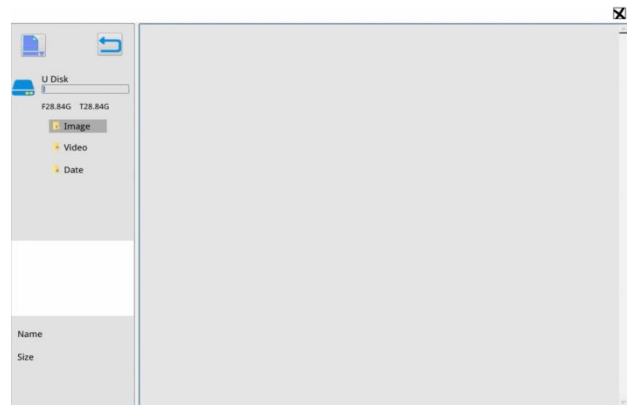 U Disk
F28.84G T28.84G
Image
Video
Date
Name
Size